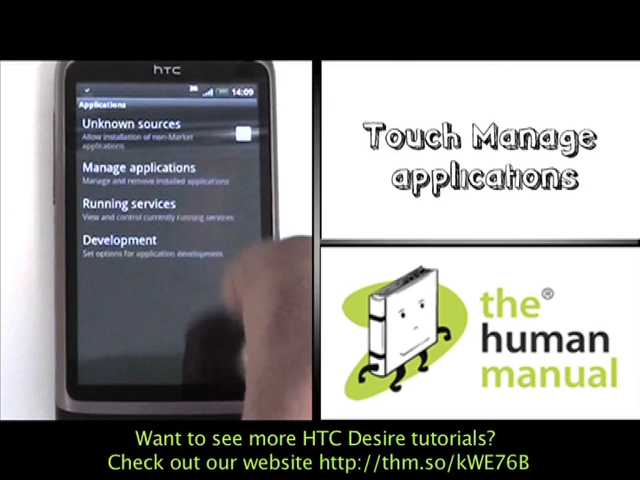 hTC
14:09
Applications
Unknown sources
Allow installation of non-Market
applications
Manage applications
Manage and remove installed applications
Running services
View and control currently running services
Development
Set options for application development
Touch Manage
applications
the®
human
manual
Want to see more HTC Desire tutorials?
Check out our website http://thm.so/kWE76B